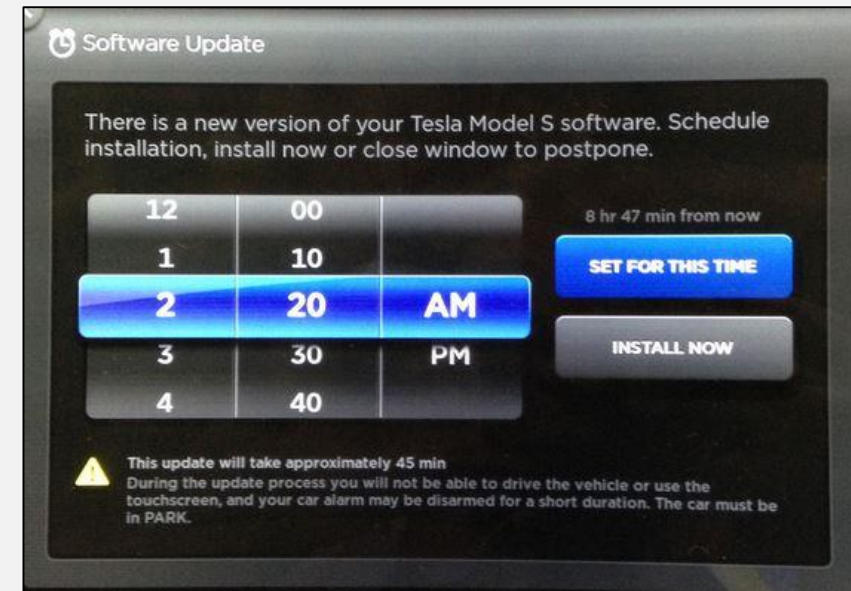 Software Update
There is a new version of your Tesla Model S software. Schedule
installation, install now or close window to postpone.
12 00
8 hr 47 min from now
1 10
SET FOR THIS TIME
2 20 AM
3 30 PM
INSTALL NOW
4 40
This update will take approximately 45 min
During the update process you will not be able to drive the vehicle or use the
touchscreen, and your car alarm may be disarmed for a short duration. The car must be
in PARK.